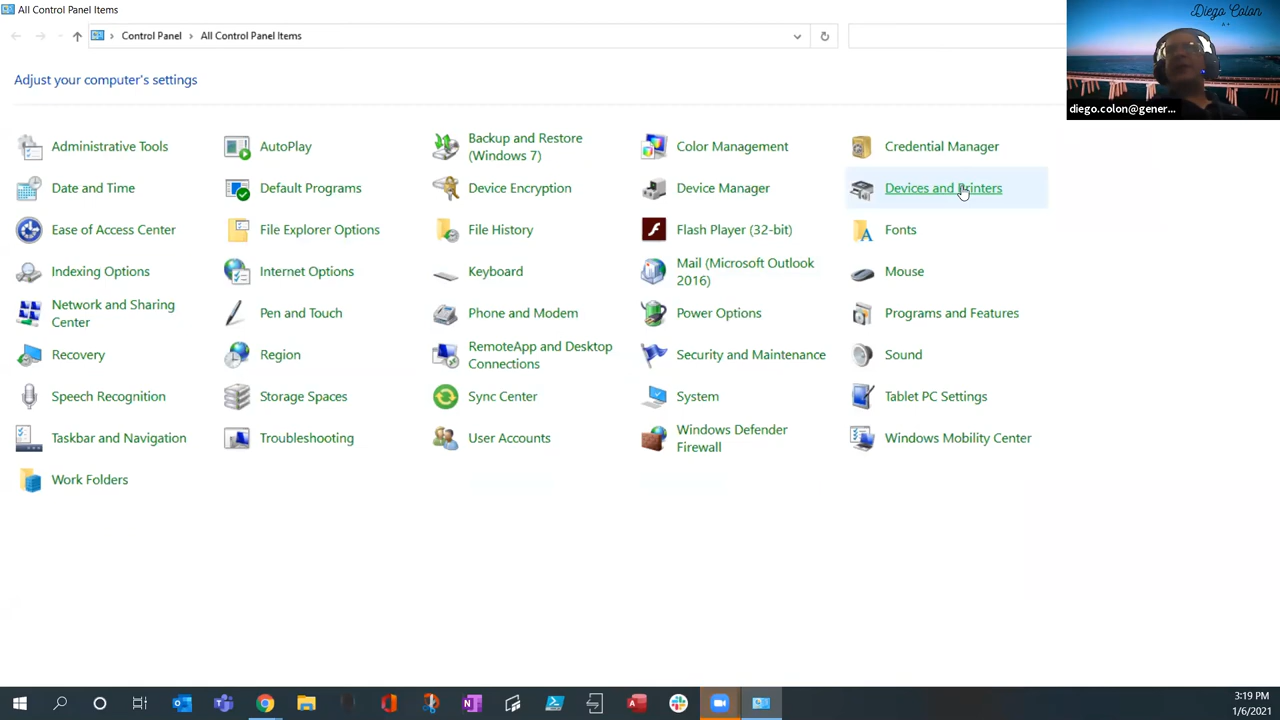 All Control Panel Items
Control Panel > All Control Panel Items
Diego Colon
A+
diego.colon@gener...
Adjust your computer's settings
Administrative Tools
AutoPlay
Backup and Restore
(Windows 7)
Color Management
Credential Manager
Date and Time
Default Programs
Device Encryption
Device Manager
Devices and Printers
Ease of Access Center
File Explorer Options
File History
Flash Player (32-bit)
Fonts
Indexing Options
Internet Options
Keyboard
Mail (Microsoft Outlook
2016)
Mouse
Network and Sharing
Center
Pen and Touch
Phone and Modem
Power Options
Programs and Features
Recovery
Region
RemoteApp and Desktop
Connections
Security and Maintenance
Sound
Speech Recognition
Storage Spaces
Sync Center
System
Tablet PC Settings
Taskbar and Navigation
Troubleshooting
User Accounts
Windows Defender
Firewall
Windows Mobility Center
Work Folders
3:19 PM
1/6/2021